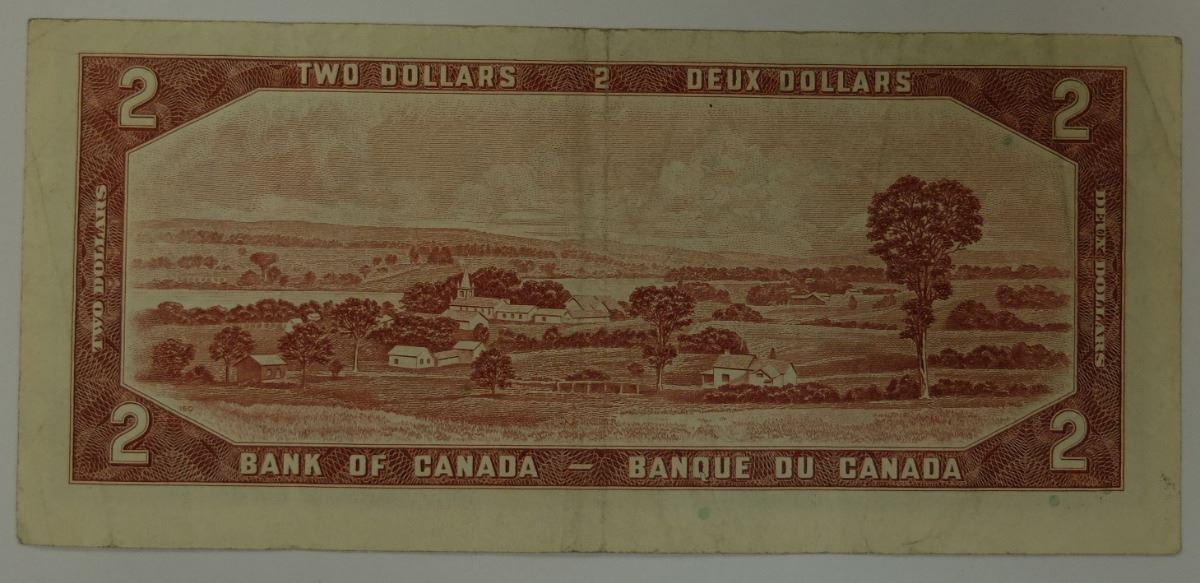 2 TWO DOLLARS 2 DEUX DOLLARS 2
TWO DOLLARS
DEUX DOLLARS
2 BANK OF CANADA — BANQUE DU CANADA 2